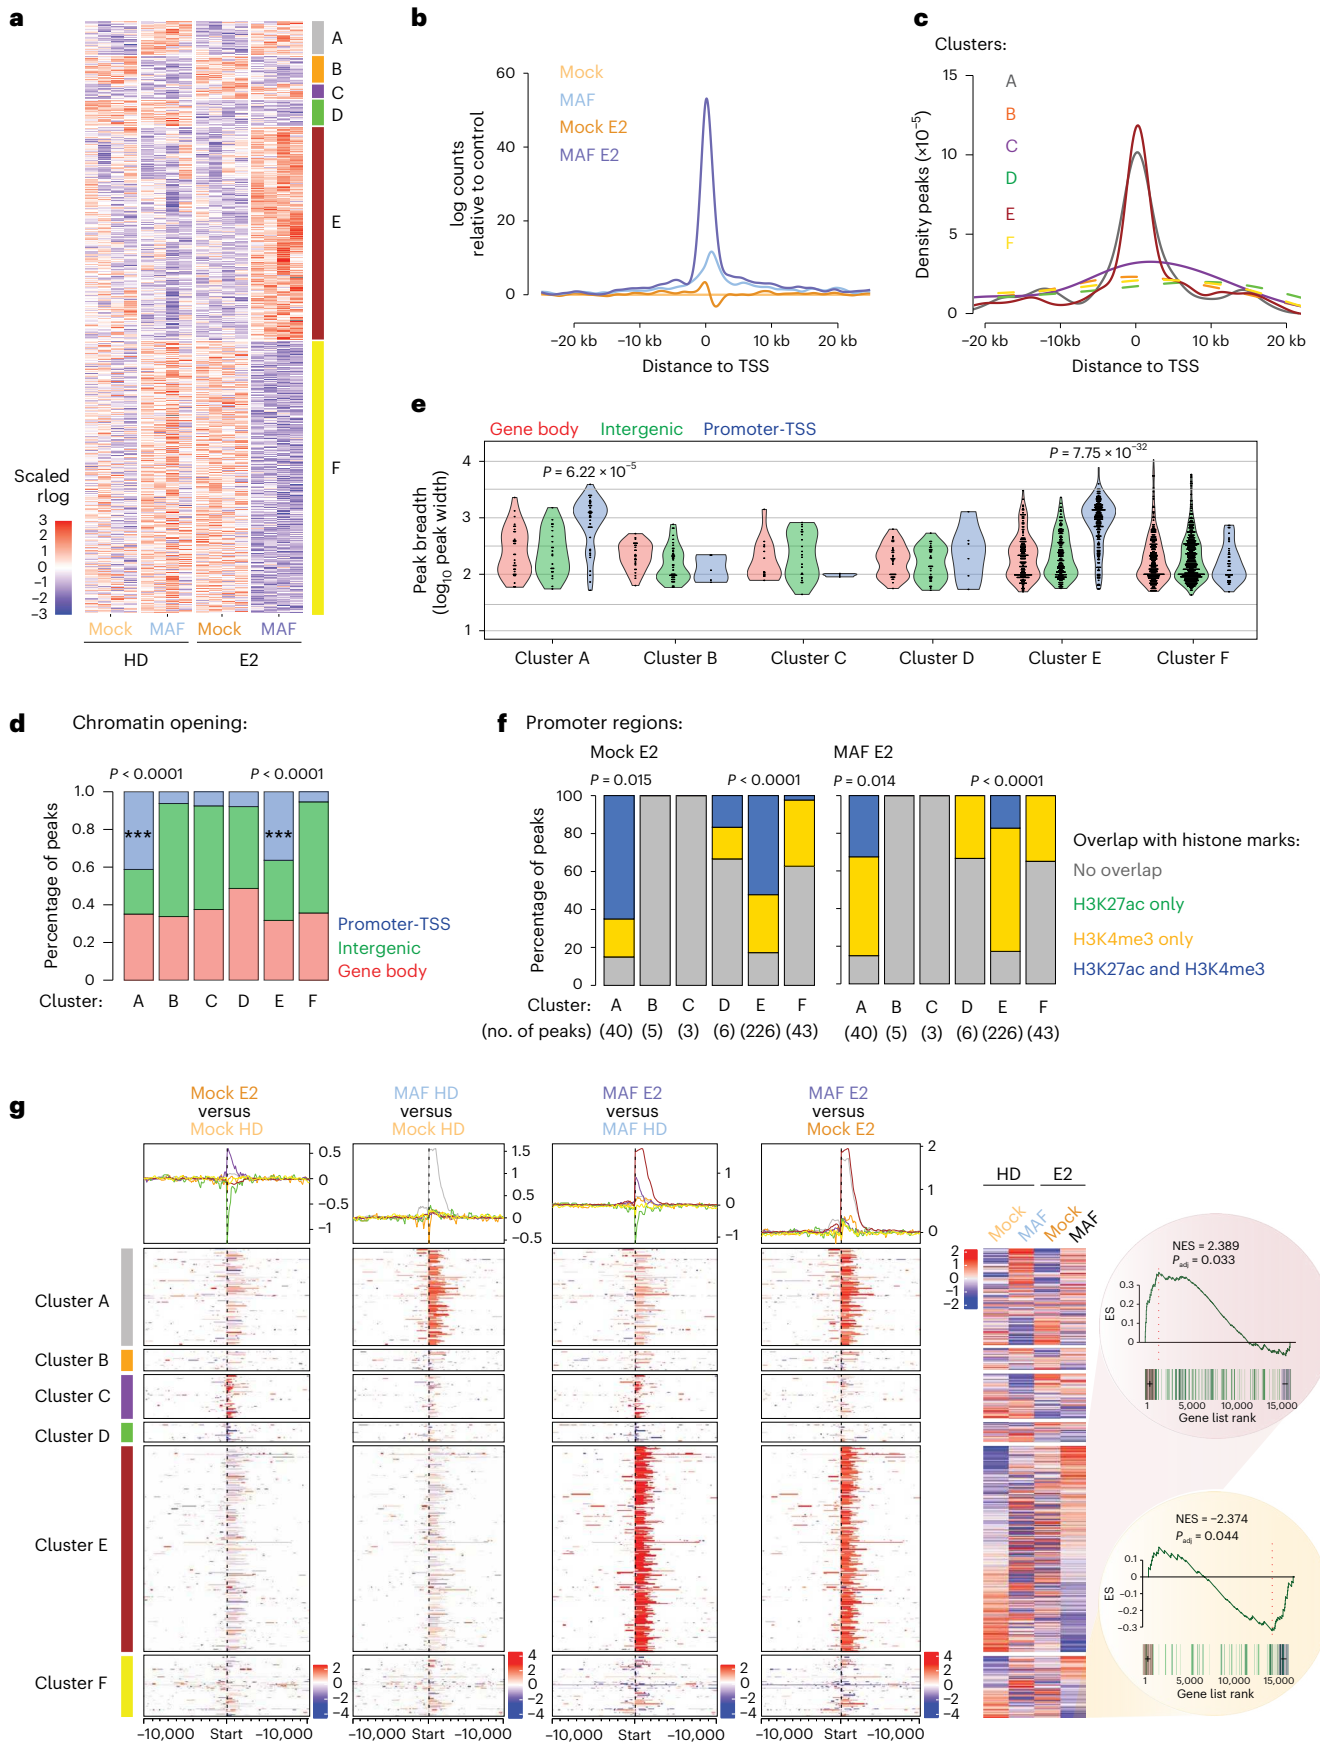 a
A
B
C
D
E
F
Scaled
rlog
3
2
1
0
−1
−2
−3
Mock MAF Mock MAF
HD E2
b
60
40
20
0
log counts
relative to control
Mock
MAF
Mock E2
MAF E2
−20 kb −10 kb 0 10 kb 20 kb
Distance to TSS
c
Clusters:
15
10
5
0
Density peaks (×10−5)
A
B
C
D
E
F
−20 kb −10kb 0 10 kb 20 kb
Distance to TSS
e
Gene body Intergenic Promoter-TSS
P = 6.22 × 10−5
P = 7.75 × 10−32
4
3
2
1
Peak breadth
(log10 peak width)
Cluster A Cluster B Cluster C Cluster D Cluster E Cluster F
d
Chromatin opening:
P < 0.0001 P < 0.0001
1.0
0.8
0.6
0.4
0.2
0
Percentage of peaks
*** ***
Promoter-TSS
Intergenic
Gene body
Cluster: A B C D E F
f
Promoter regions:
Mock E2 MAF E2
P = 0.015 P < 0.0001 P = 0.014 P < 0.0001
100
80
60
40
20
0
Percentage of peaks
Overlap with histone marks:
No overlap
H3K27ac only
H3K4me3 only
H3K27ac and H3K4me3
Cluster: A B C D E F A B C D E F
(no. of peaks) (40) (5) (3) (6) (226) (43) (40) (5) (3) (6) (226) (43)
g
Mock E2
versus
Mock HD
MAF HD
versus
Mock HD
MAF E2
versus
MAF HD
MAF E2
versus
Mock E2
0.5
0
−0.5
−1
1.5
1
0.5
0
−0.5
1
0
−1
2
1
0
Cluster A
Cluster B
Cluster C
Cluster D
Cluster E
Cluster F
2
0
−2
−4
4
2
0
−2
−4
2
0
−2
−4
4
2
0
−2
−4
−10,000 Start −10,000
−10,000 Start −10,000
−10,000 Start −10,000
−10,000 Start −10,000
HD E2
Mock MAF Mock MAF
2
1
0
−1
−2
NES = 2.389
Padj = 0.033
0.3
0.2
0.1
0
ES
+ −
1 5,000 10,000 15,000
Gene list rank
NES = −2.374
Padj = 0.044
0.1
0
−0.1
−0.2
−0.3
ES
+ −
1 5,000 10,000 15,000
Gene list rank